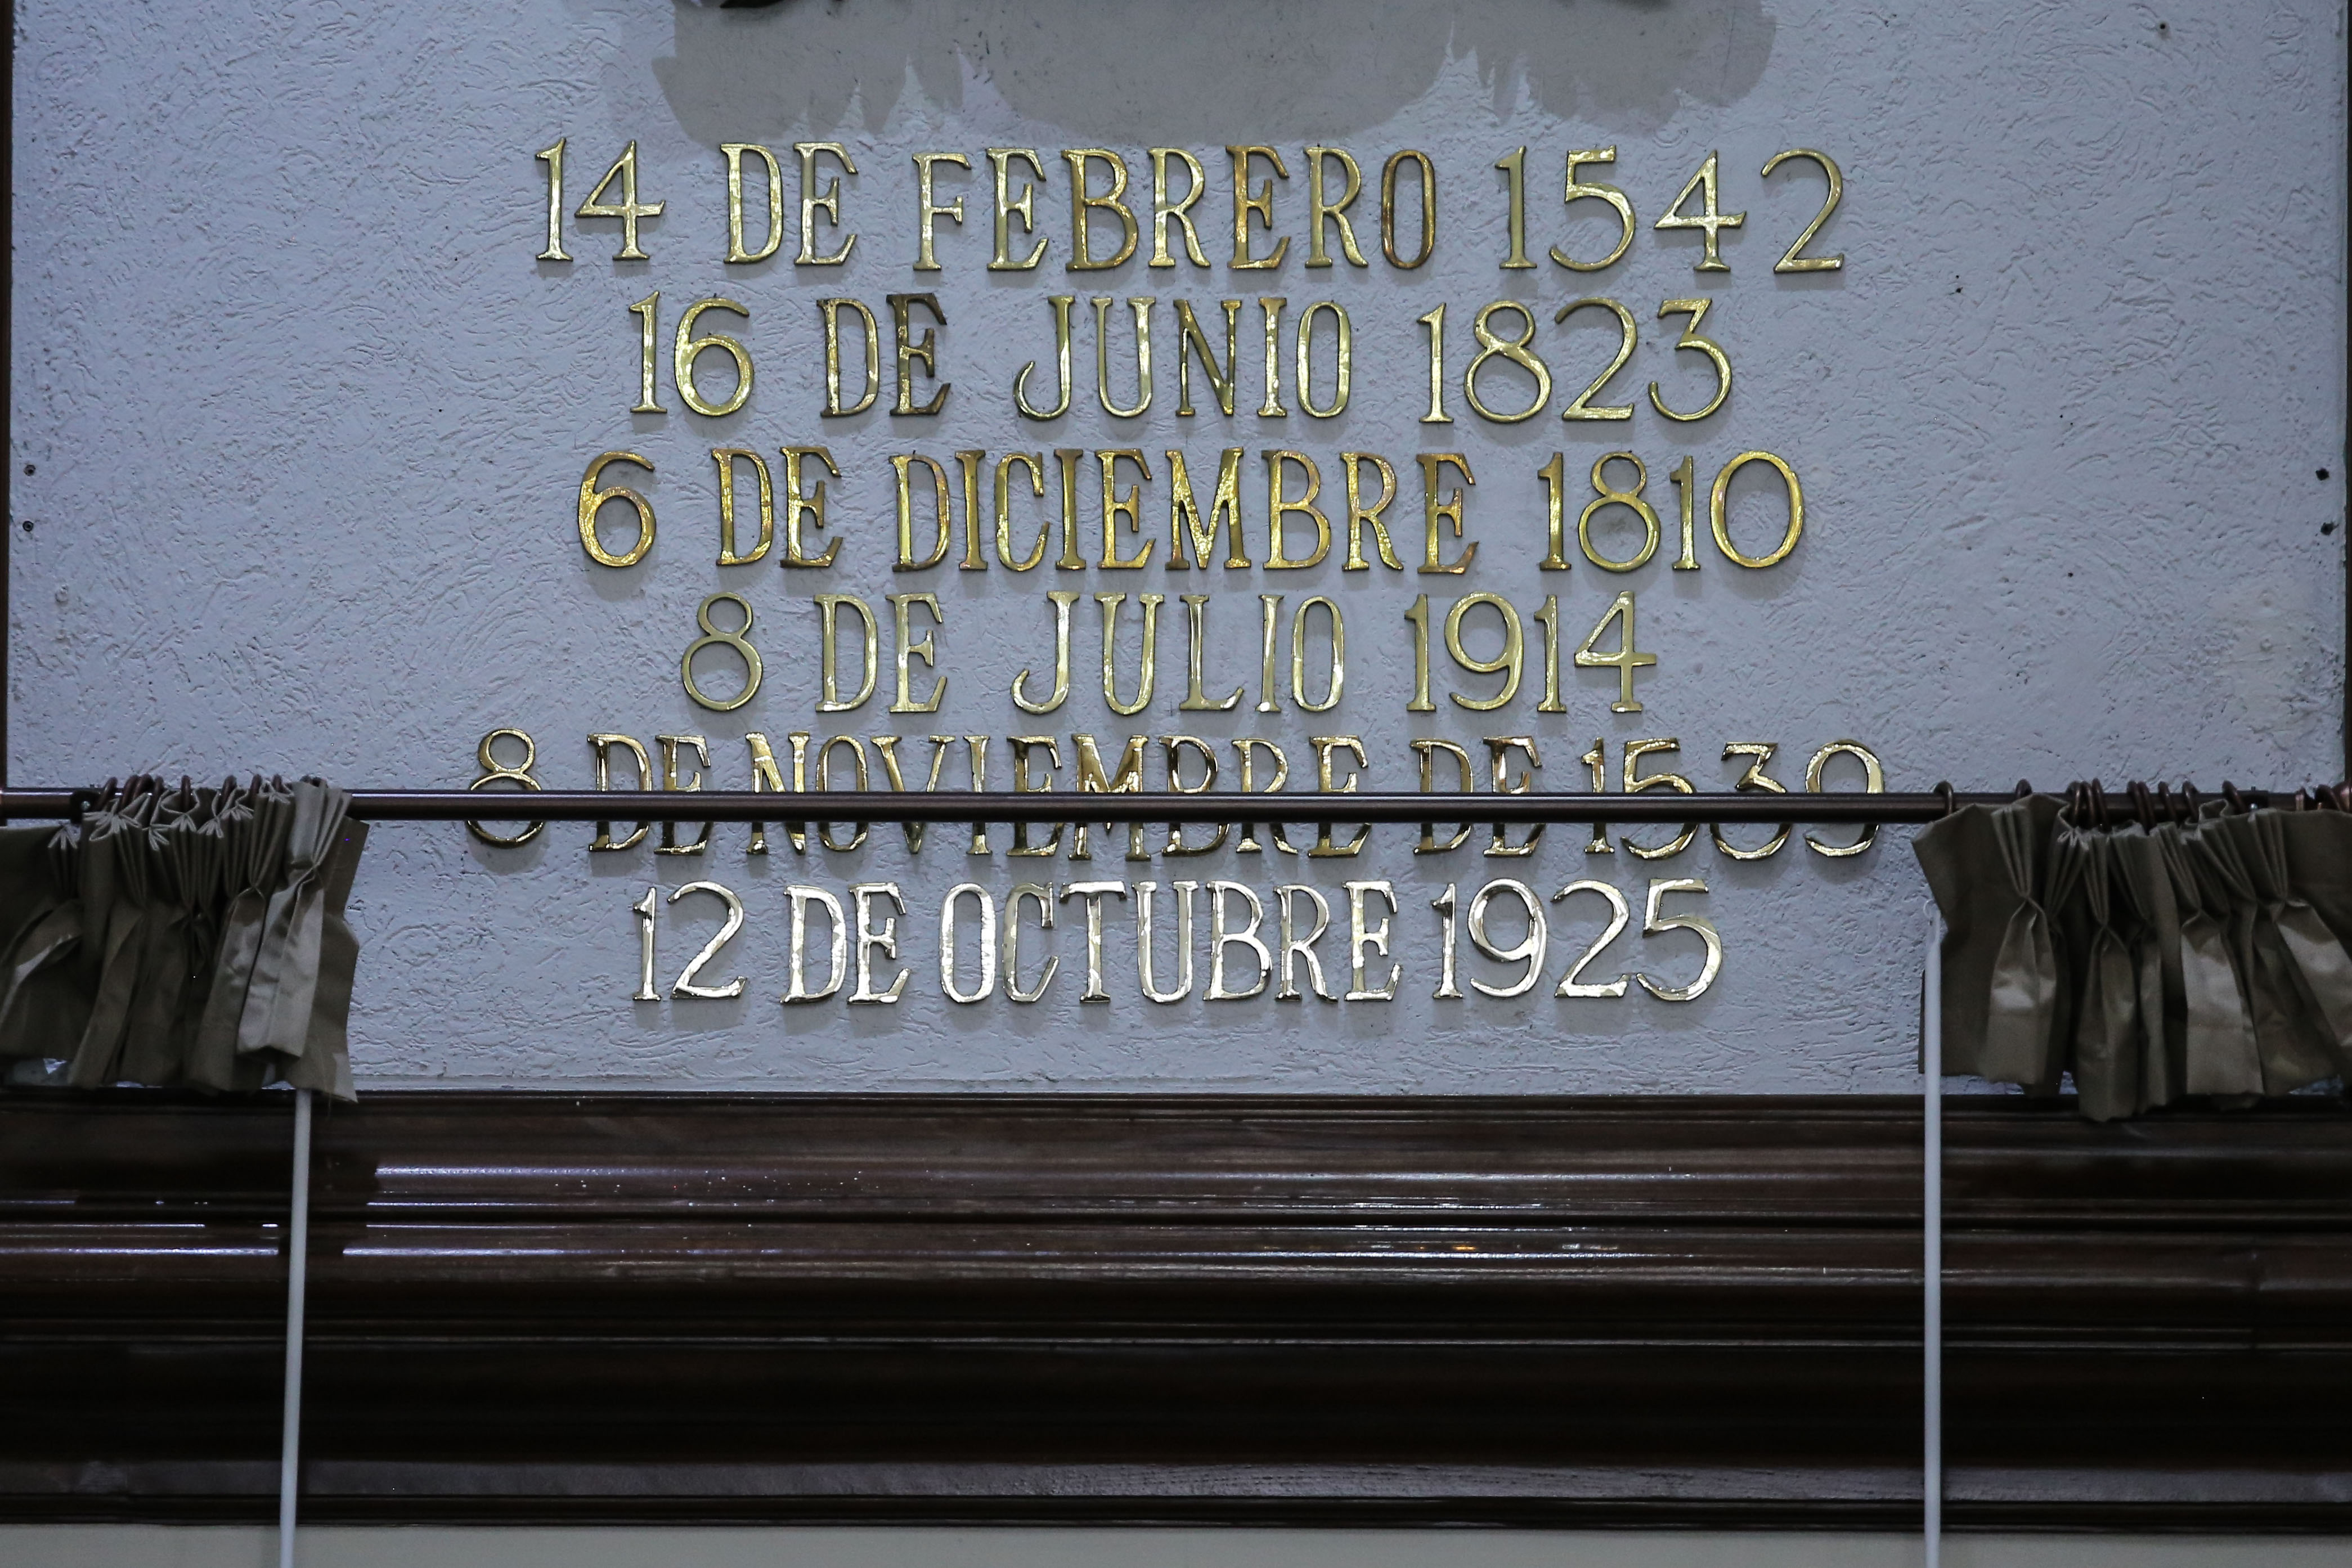 14 DE FEBRERO 1542
16 DE JUNIO 1823
6 DE DICIEMBRE 1810
8 DE JULIO 1914
8 DE NOVIEMBRE DE 1539
12 DE OCTUBRE 1925